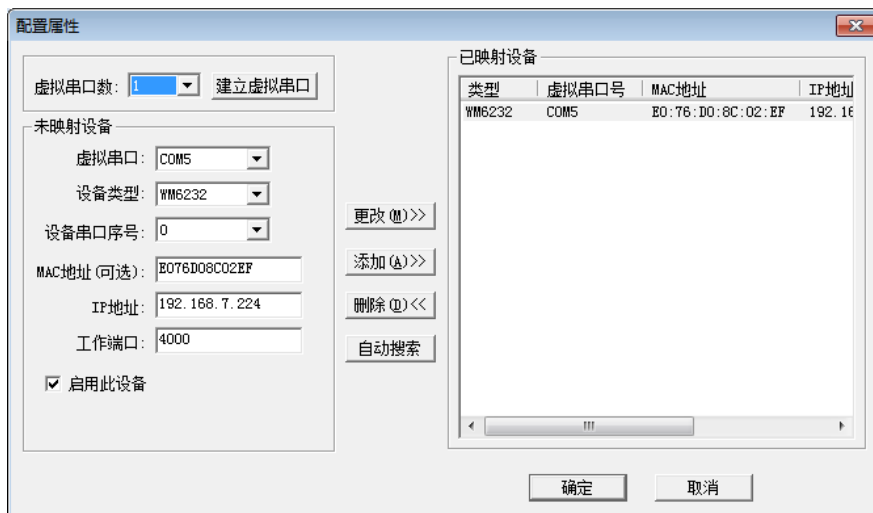 配置属性
虚拟串口数: 1 建立虚拟串口
未映射设备
虚拟串口: COM5
设备类型: WM6232
设备串口序号: 0
MAC地址(可选): E076D08C02EF
IP地址: 192.168.7.224
工作端口: 4000
启用此设备
更改(M)>>
添加(A)>>
删除(D)<<
自动搜索
已映射设备
类型 虚拟串口号 MAC地址 IP地址
WM6232 COM5 E0:76:D0:8C:02:EF 192.16
确定 取消